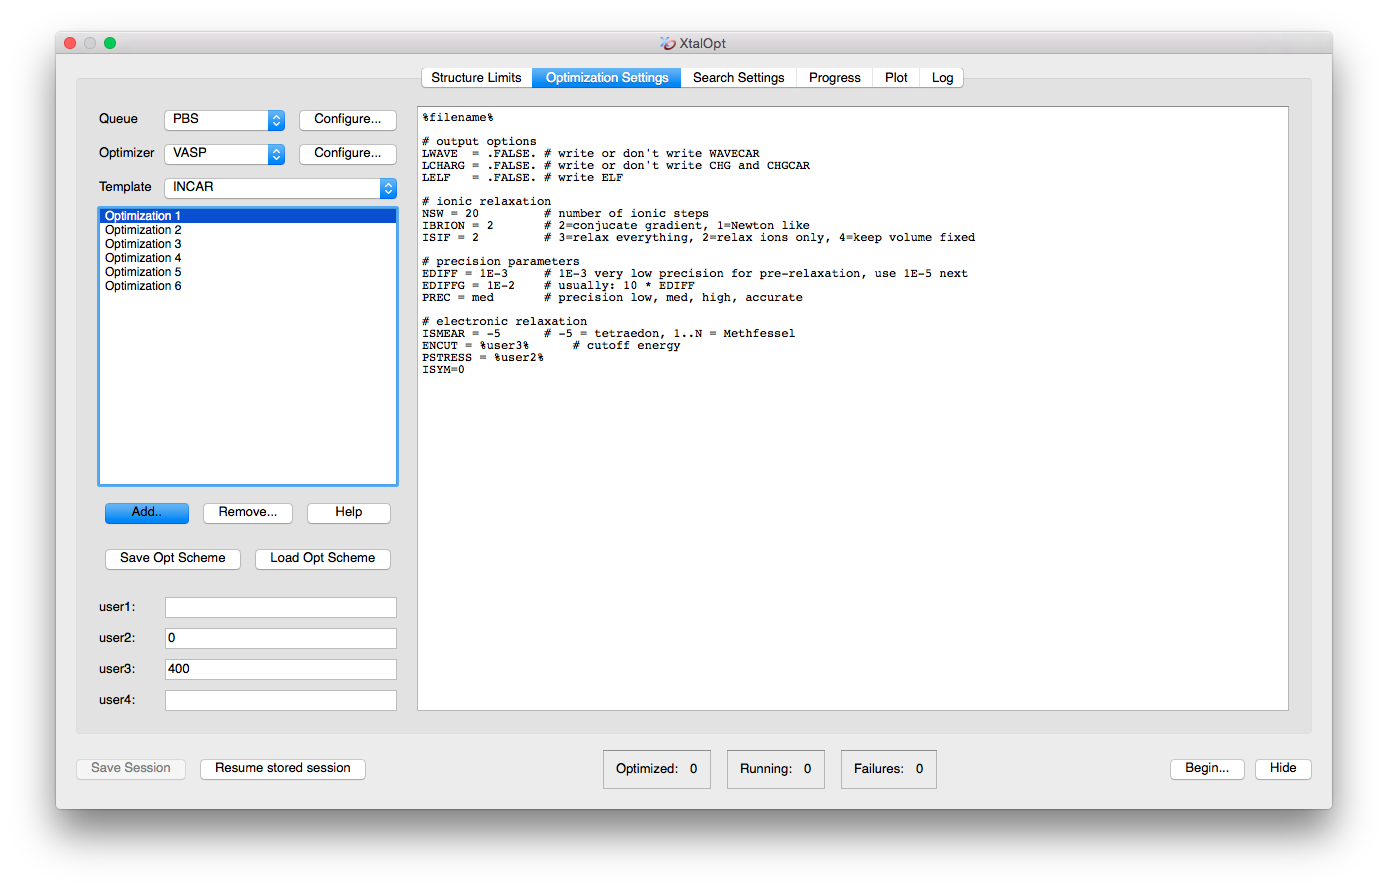 XtalOpt
Structure Limits Optimization Settings Search Settings Progress Plot Log
Queue PBS Configure...
Optimizer VASP Configure...
Template INCAR
Optimization 1
Optimization 2
Optimization 3
Optimization 4
Optimization 5
Optimization 6
Add.. Remove... Help
Save Opt Scheme Load Opt Scheme
user1:
user2: 0
user3: 400
user4:
%filename%
# output options
LWAVE  = .FALSE. # write or don't write WAVECAR
LCHARG = .FALSE. # write or don't write CHG and CHGCAR
LELF   = .FALSE. # write ELF
# ionic relaxation
NSW = 20         # number of ionic steps
IBRION = 2       # 2=conjucate gradient, 1=Newton like
ISIF = 2         # 3=relax everything, 2=relax ions only, 4=keep volume fixed
# precision parameters
EDIFF = 1E-3     # 1E-3 very low precision for pre-relaxation, use 1E-5 next
EDIFFG = 1E-2    # usually: 10 * EDIFF
PREC = med       # precision low, med, high, accurate
# electronic relaxation
ISMEAR = -5      # -5 = tetraedon, 1..N = Methfessel
ENCUT = %user3%      # cutoff energy
PSTRESS = %user2%
ISYM=0
Save Session Resume stored session Optimized: 0 Running: 0 Failures: 0 Begin... Hide